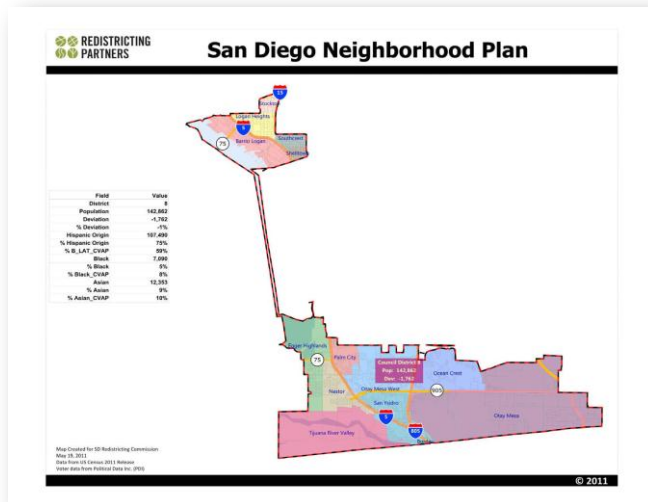 REDISTRICTING
PARTNERS
San Diego Neighborhood Plan
15
Stockton
Logan Heights
5
75
Barrio Logan
Southcrest
Shelltown
Field Value
District 8
Population 142,862
Deviation -1,762
% Deviation -1%
Hispanic Origin 107,490
% Hispanic Origin 75%
% B_LAT_CVAP 59%
Black 7,090
% Black 5%
% Black_CVAP 8%
Asian 12,353
% Asian 9%
% Asian_CVAP 10%
Egger Highlands
75
Palm City
Council District 8
Pop: 142,862
Dev: -1,762
Ocean Crest
Nestor
Otay Mesa West
905
San Ysidro
Otay Mesa
5
Tijuana River Valley
805
Map Created for SD Redistricting Commission
May 19, 2011
Data from US Census 2011 Release
Voter data from Political Data Inc. (PDI)
© 2011